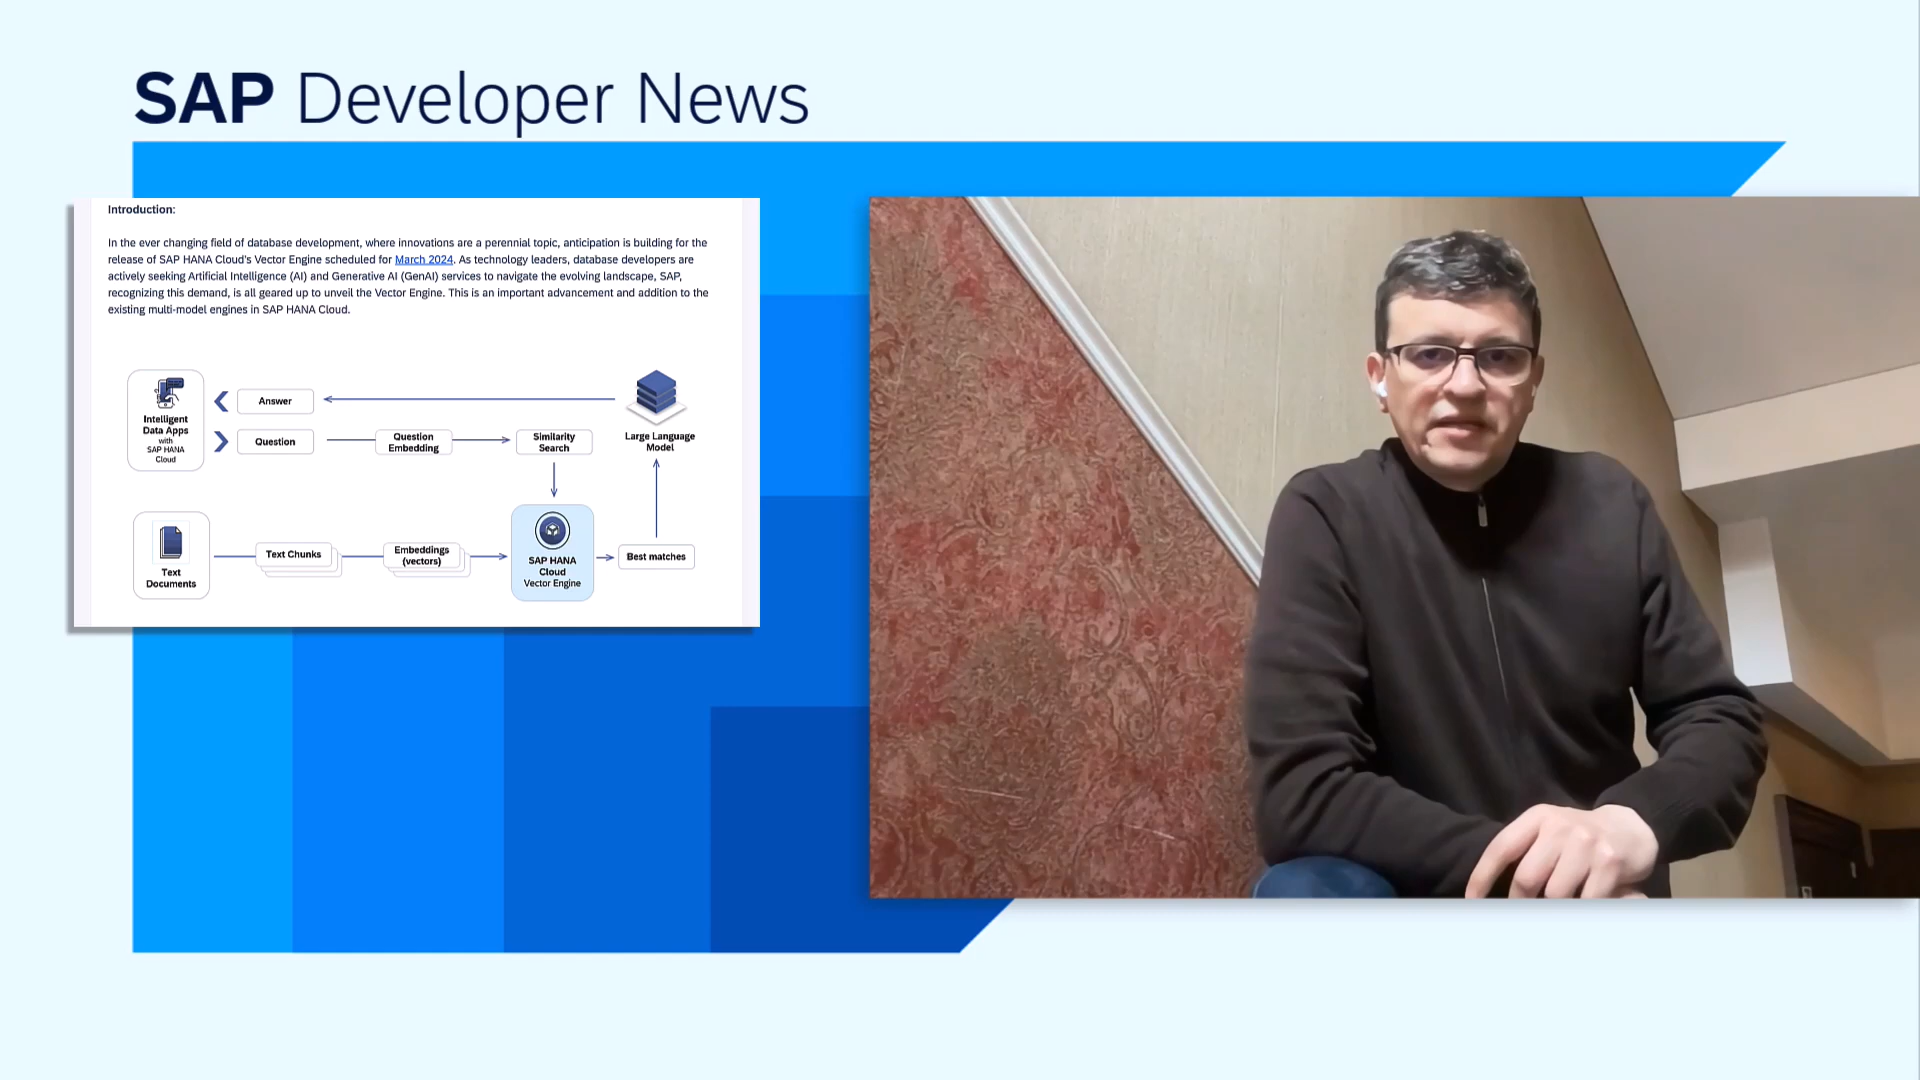 SAP Developer News
Introduction:
In the ever changing field of database development, where innovations are a perennial topic, anticipation is building for the
release of SAP HANA Cloud's Vector Engine scheduled for March 2024. As technology leaders, database developers are
actively seeking Artificial Intelligence (AI) and Generative AI (GenAI) services to navigate the evolving landscape, SAP,
recognizing this demand, is all geared up to unveil the Vector Engine. This is an important advancement and addition to the
existing multi-model engines in SAP HANA Cloud.
Intelligent
Data Apps
with
SAP HANA
Cloud
Answer
Question
Question
Embedding
Similarity
Search
Large Language
Model
Text
Documents
Text Chunks
Embeddings
(vectors)
SAP HANA
Cloud
Vector Engine
Best matches